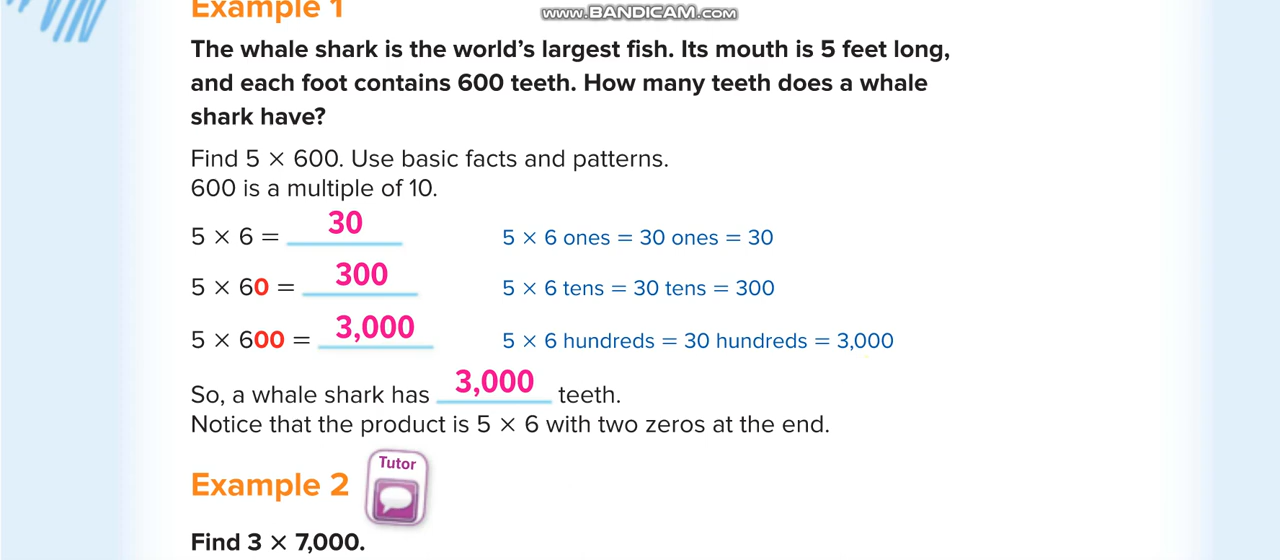 Example 1
www.BANDICAM.com
The whale shark is the world's largest fish. Its mouth is 5 feet long,
and each foot contains 600 teeth. How many teeth does a whale
shark have?
Find 5 × 600. Use basic facts and patterns.
600 is a multiple of 10.
5 × 6 = 30 5 × 6 ones = 30 ones = 30
5 × 60 = 300 5 × 6 tens = 30 tens = 300
5 × 600 = 3,000 5 × 6 hundreds = 30 hundreds = 3,000
So, a whale shark has 3,000 teeth.
Notice that the product is 5 × 6 with two zeros at the end.
Example 2 Tutor
Find 3 × 7,000.